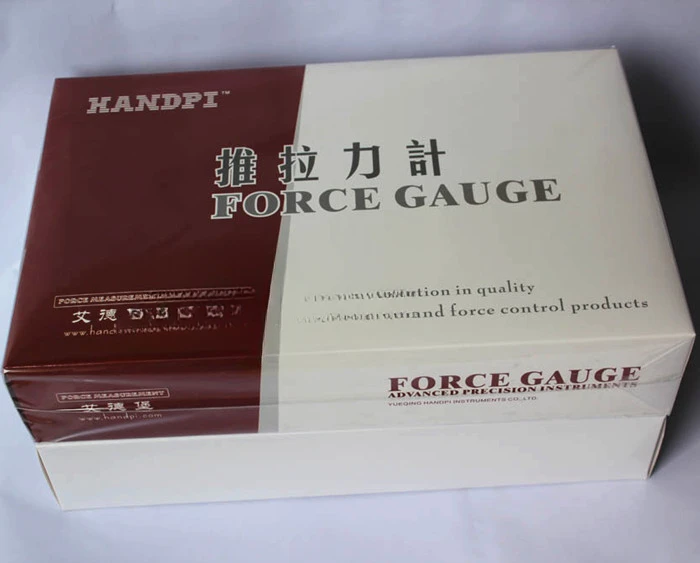 HANDPI™
推拉力計
FORCE GAUGE
FORCE MEASUREMENT
艾德
in quality
and force control products
FORCE MEASUREMENT
艾德堡
www.handpi.com
FORCE GAUGE
ADVANCED PRECISION INSTRUMENTS
YUEQING HANDPI INSTRUMENTS CO.,LTD.